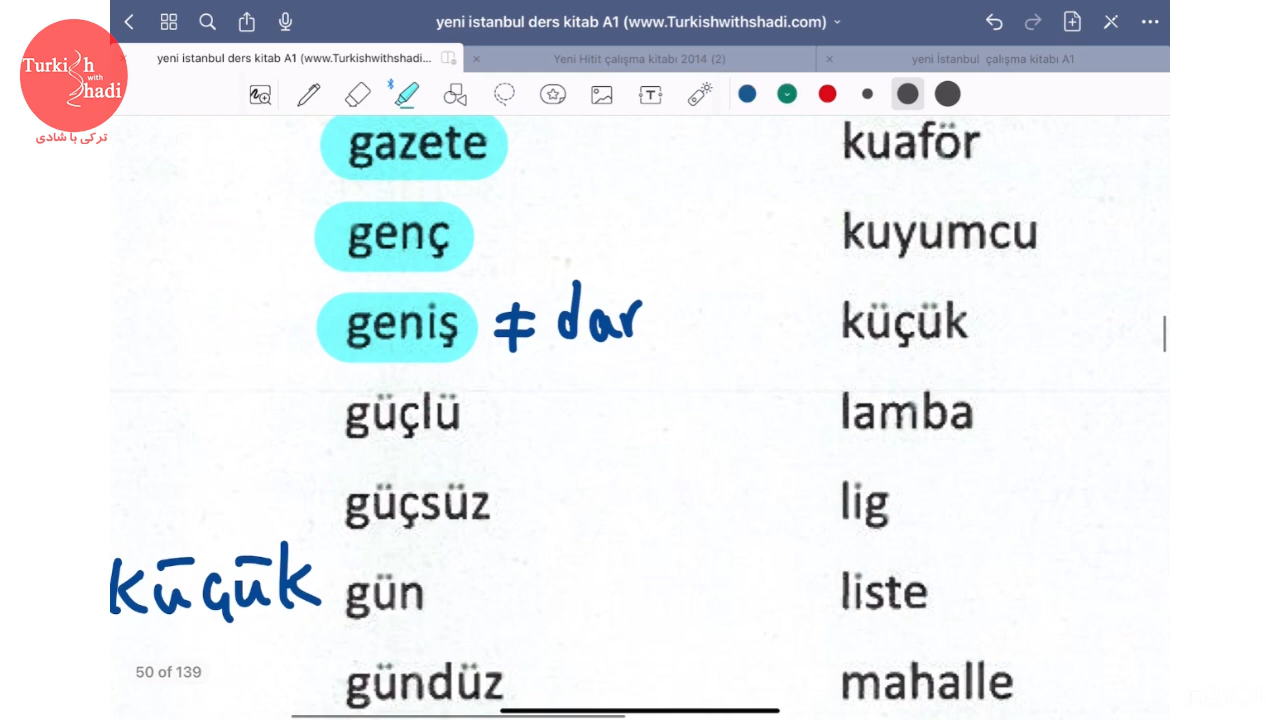 yeni istanbul ders kitab A1 (www.Turkishwithshadi.com)
yeni istanbul ders kitab A1 (www.Turkishwithshadi...
Yeni Hitit çalışma kitabı 2014 (2)
yeni İstanbul çalışma kitabı A1
Turkish
with
Shadi
ترکی با شادی
gazete
genç
geniş ≠ dar
güçlü
güçsüz
küçük
gün
gündüz
kuaför
kuyumcu
küçük
lamba
lig
liste
mahalle
50 of 139